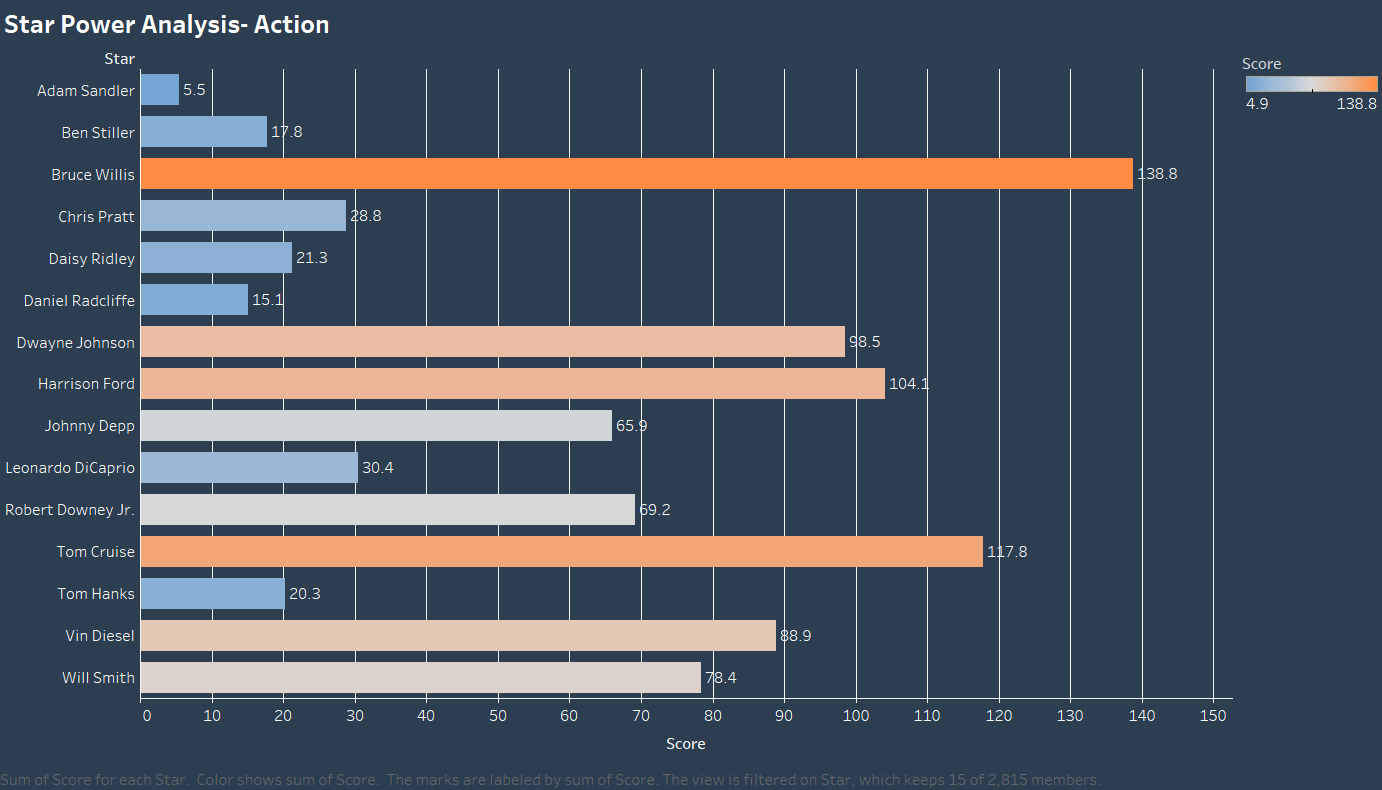 Star Power Analysis- Action
Star
Score
4.9 138.8
Adam Sandler 5.5
Ben Stiller 17.8
Bruce Willis 138.8
Chris Pratt 28.8
Daisy Ridley 21.3
Daniel Radcliffe 15.1
Dwayne Johnson 98.5
Harrison Ford 104.1
Johnny Depp 65.9
Leonardo DiCaprio 30.4
Robert Downey Jr. 69.2
Tom Cruise 117.8
Tom Hanks 20.3
Vin Diesel 88.9
Will Smith 78.4
0 10 20 30 40 50 60 70 80 90 100 110 120 130 140 150
Score
Sum of Score for each Star. Color shows sum of Score. The marks are labeled by sum of Score. The view is filtered on Star, which keeps 15 of 2,815 members.